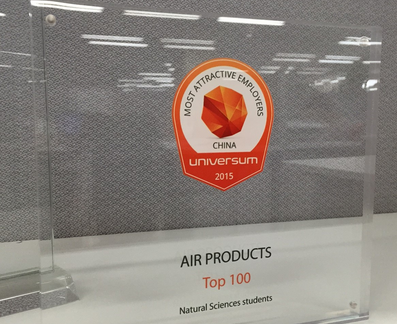 MOST ATTRACTIVE EMPLOYERS
CHINA
universum
2015
AIR PRODUCTS
Top 100
Natural Sciences students